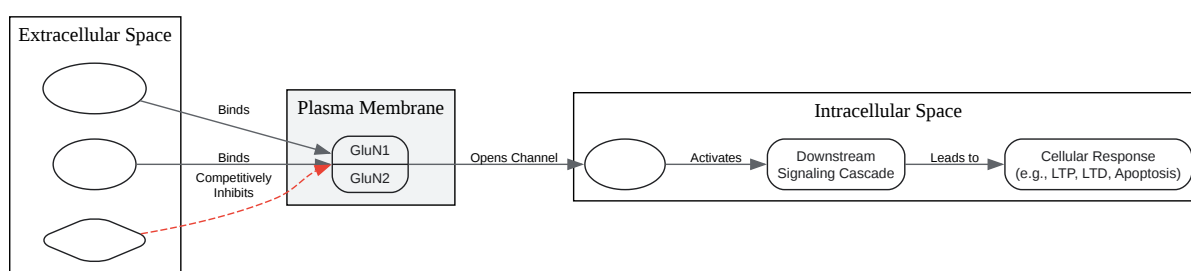 Extracellular Space
Binds
Binds
Competitively
Inhibits
Plasma Membrane
GluN1
GluN2
Opens Channel
Intracellular Space
Activates
Downstream
Signaling Cascade
Leads to
Cellular Response
(e.g., LTP, LTD, Apoptosis)